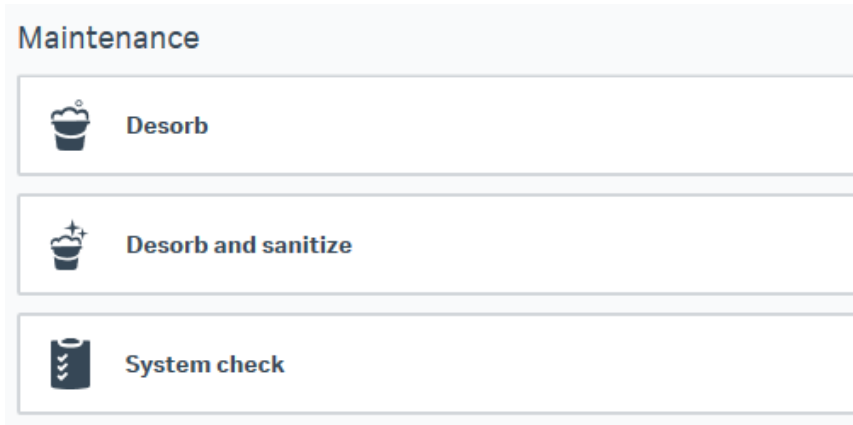 Maintenance
Desorb
Desorb and sanitize
System check